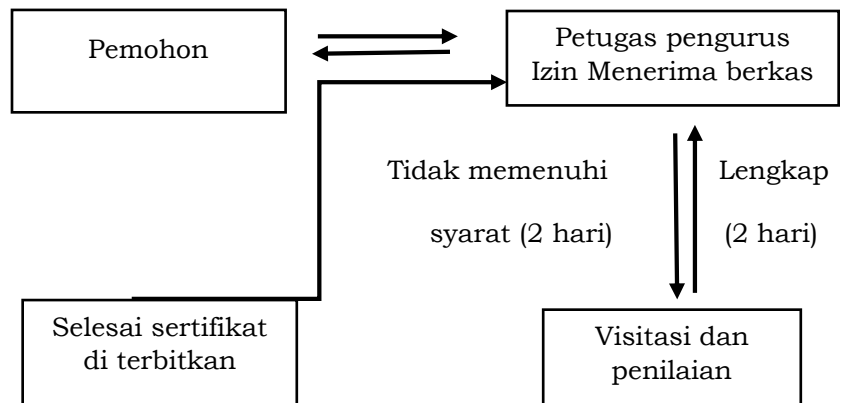 Pemohon
Petugas pengurus
Izin Menerima berkas
Tidak memenuhi
syarat (2 hari)
Lengkap
(2 hari)
Selesai sertifikat
di terbitkan
Visitasi dan
penilaian